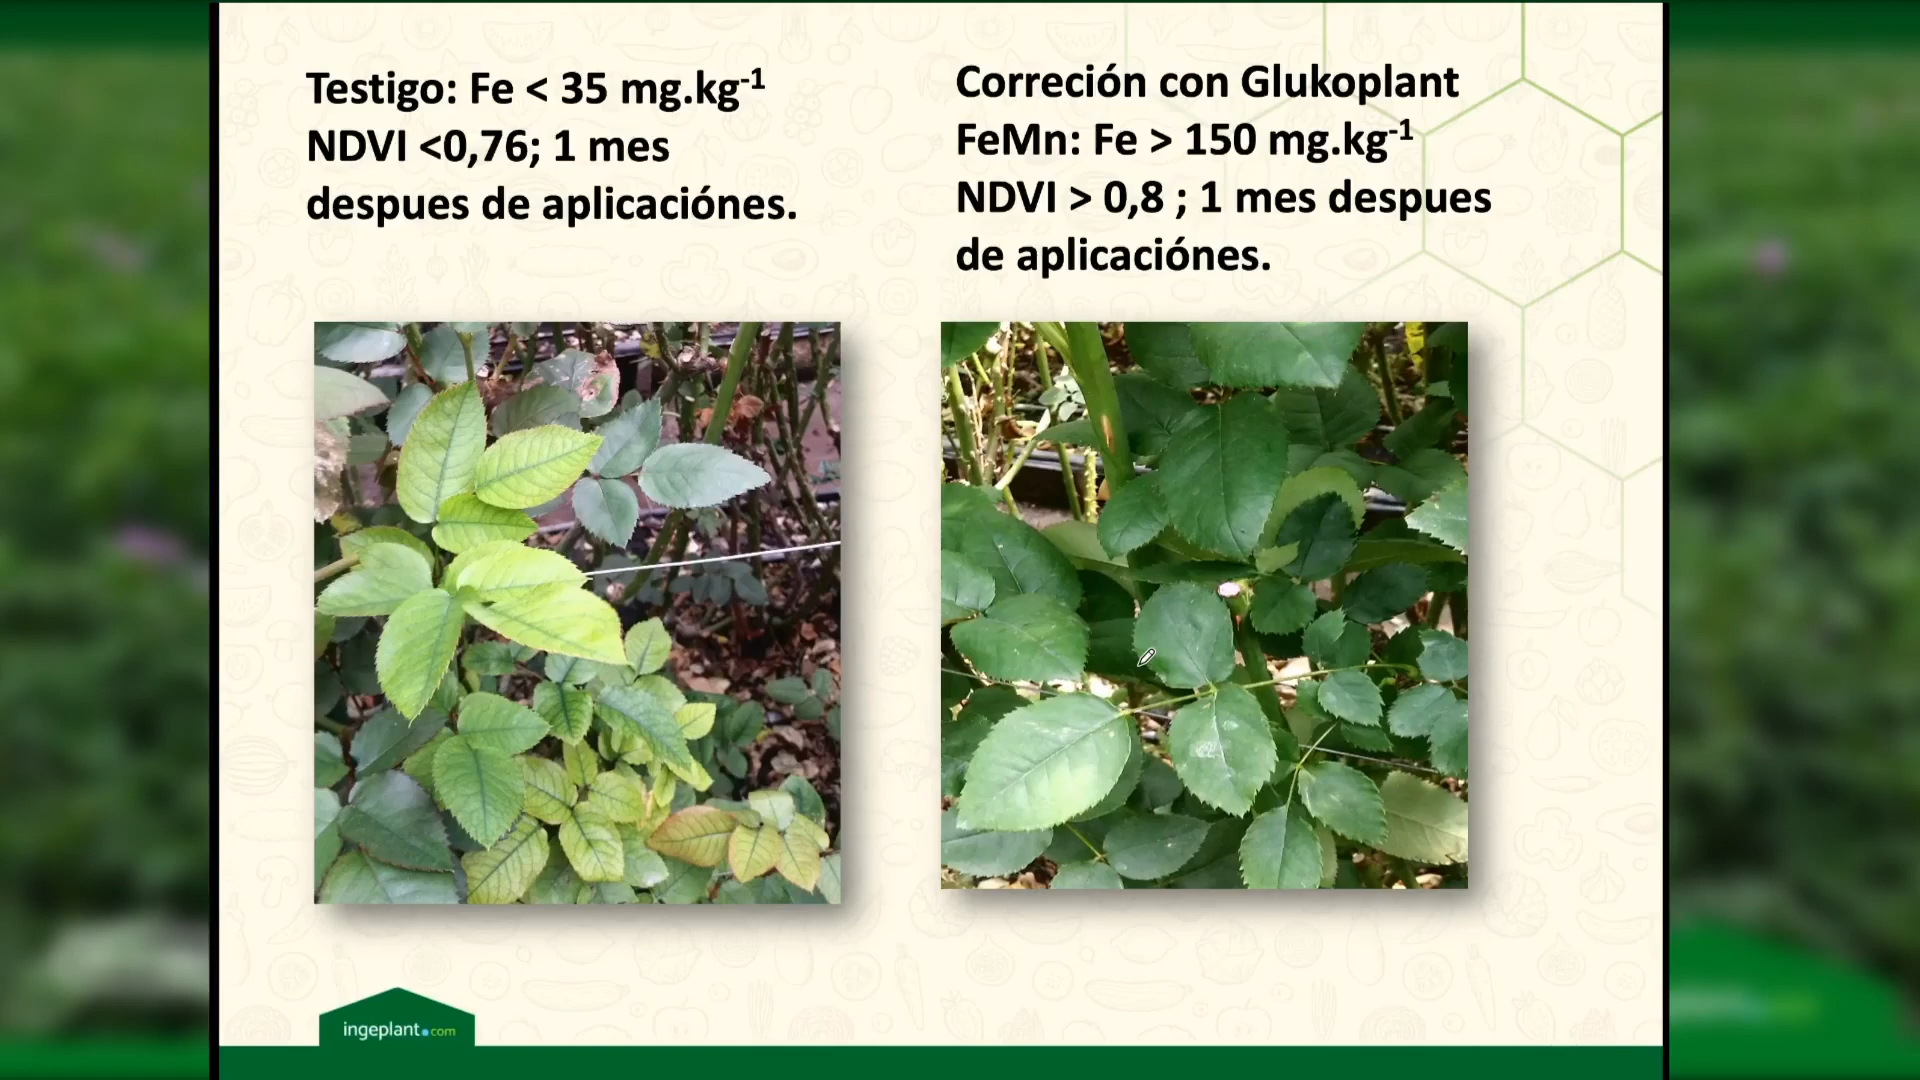 Testigo: Fe < 35 mg.kg⁻¹
NDVI <0,76; 1 mes
despues de aplicaciónes.
Correción con Glukoplant
FeMn: Fe > 150 mg.kg⁻¹
NDVI > 0,8 ; 1 mes despues
de aplicaciónes.
ingeplant.com